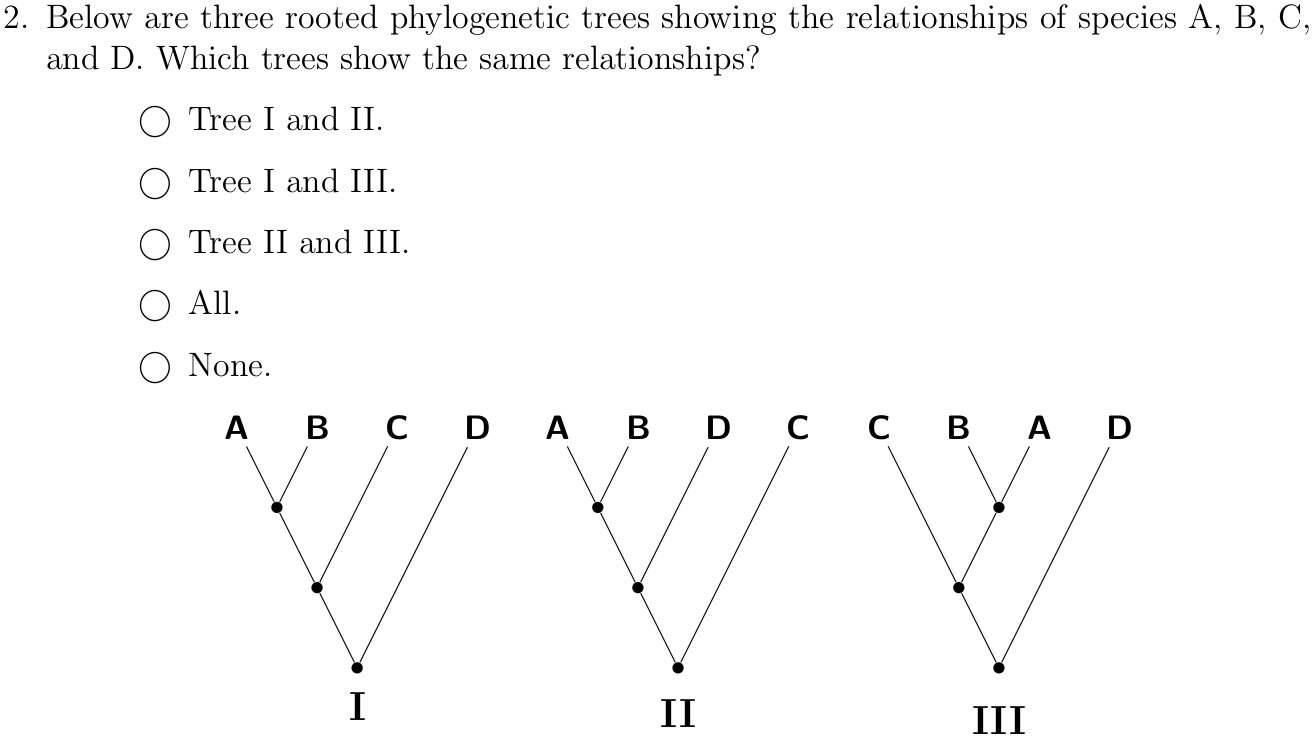 2. Below are three rooted phylogenetic trees showing the relationships of species A, B, C,
and D. Which trees show the same relationships?
Tree I and II.
Tree I and III.
Tree II and III.
All.
None.
A B C D A B D C C B A D
I II III